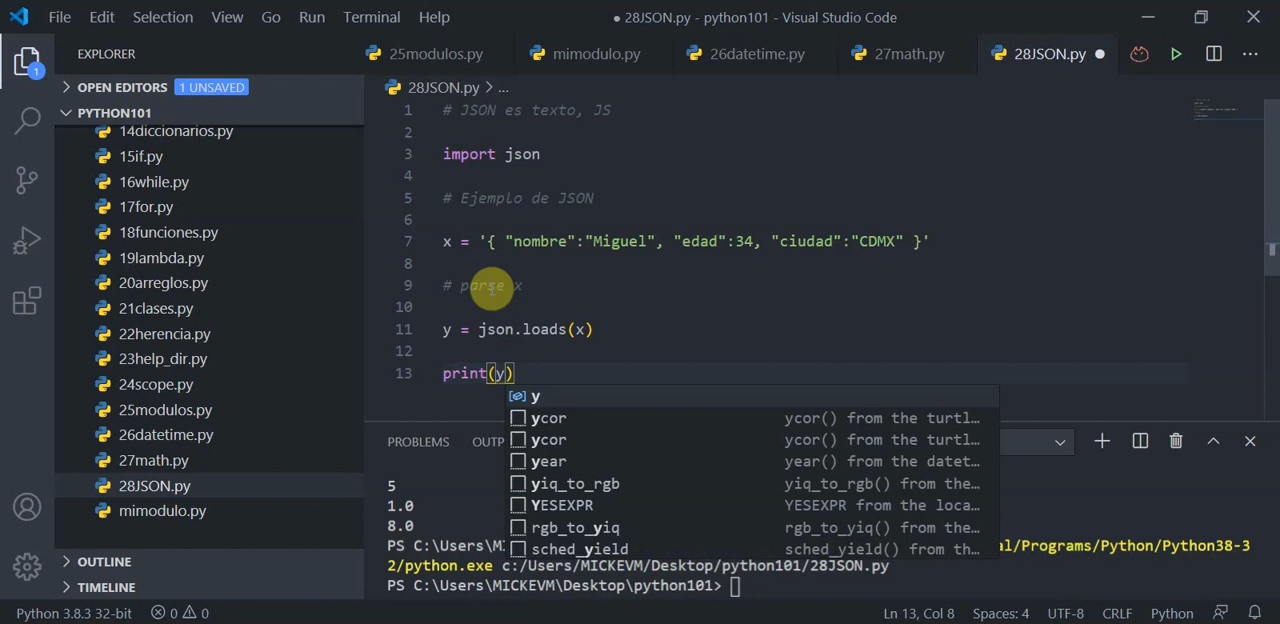 File Edit Selection View Go Run Terminal Help
● 28JSON.py - python101 - Visual Studio Code
EXPLORER
25modulos.py mimodulo.py 26datetime.py 27math.py 28JSON.py
OPEN EDITORS 1 UNSAVED
PYTHON101
14diccionarios.py
15if.py
16while.py
17for.py
18funciones.py
19lambda.py
20arreglos.py
21clases.py
22herencia.py
23help_dir.py
24scope.py
25modulos.py
26datetime.py
27math.py
28JSON.py
mimodulo.py
OUTLINE
TIMELINE
1
28JSON.py > ...
1 # JSON es texto, JS
2
3 import json
4
5 # Ejemplo de JSON
6
7 x = '{ "nombre":"Miguel", "edad":34, "ciudad":"CDMX" }'
8
9 # parse x
10
11 y = json.loads(x)
12
13 print(y)
y
ycor ycor() from the turtl…
ycor ycor() from the turtl…
year year() from the datet…
yiq_to_rgb yiq_to_rgb() from the…
YESEXPR YESEXPR from the loca…
rgb_to_yiq rgb_to_yiq() from the…
sched_yield sched_yield() from th…
PROBLEMS OUTP
5
1.0
8.0
PS C:\Users\MI al/Programs/Python/Python38-3
2/python.exe c:/Users/MICKEVM/Desktop/python101/28JSON.py
PS C:\Users\MICKEVM\Desktop\python101>
Python 3.8.3 32-bit 0 0 Ln 13, Col 8 Spaces: 4 UTF-8 CRLF Python